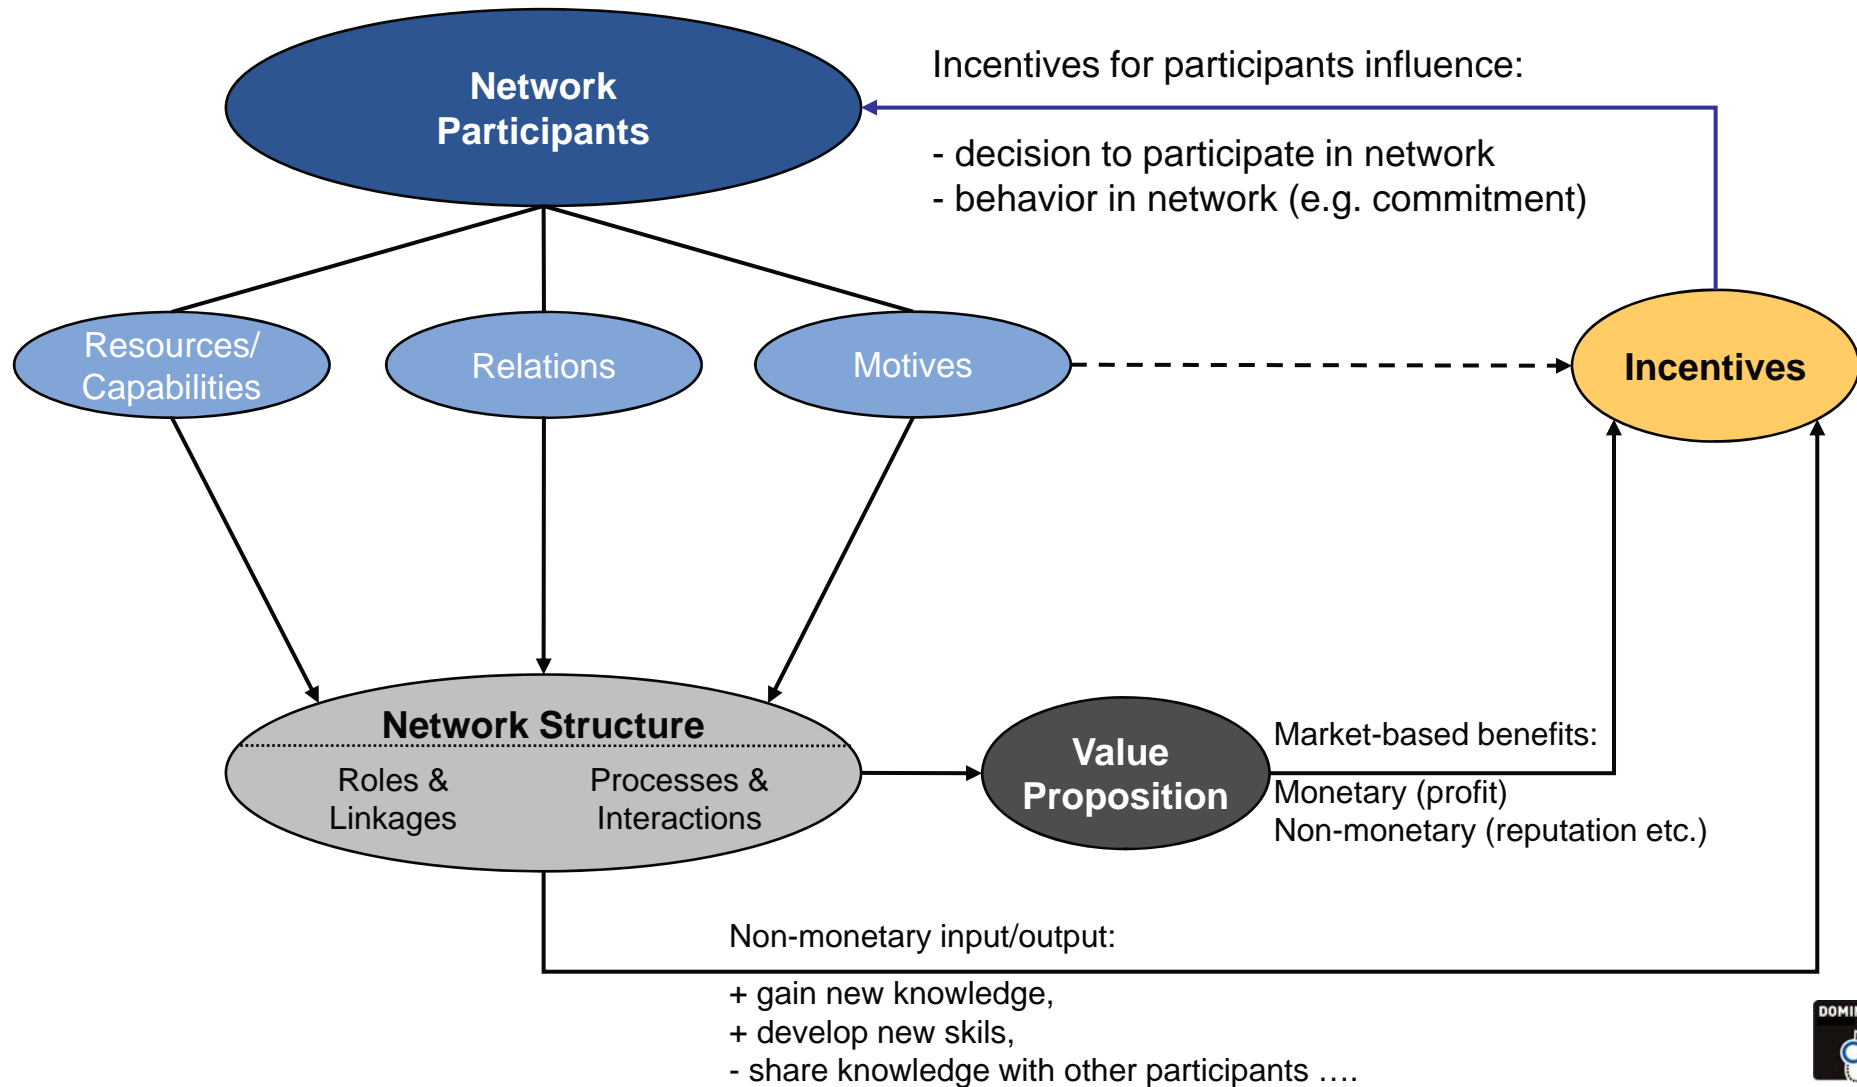 Network
Participants
Incentives for participants influence:
- decision to participate in network
- behavior in network (e.g. commitment)
Resources/
Capabilities
Relations
Motives
Incentives
Network Structure
Roles &
Linkages
Processes &
Interactions
Value
Proposition
Market-based benefits:
Monetary (profit)
Non-monetary (reputation etc.)
Non-monetary input/output:
+ gain new knowledge,
+ develop new skils,
- share knowledge with other participants ….